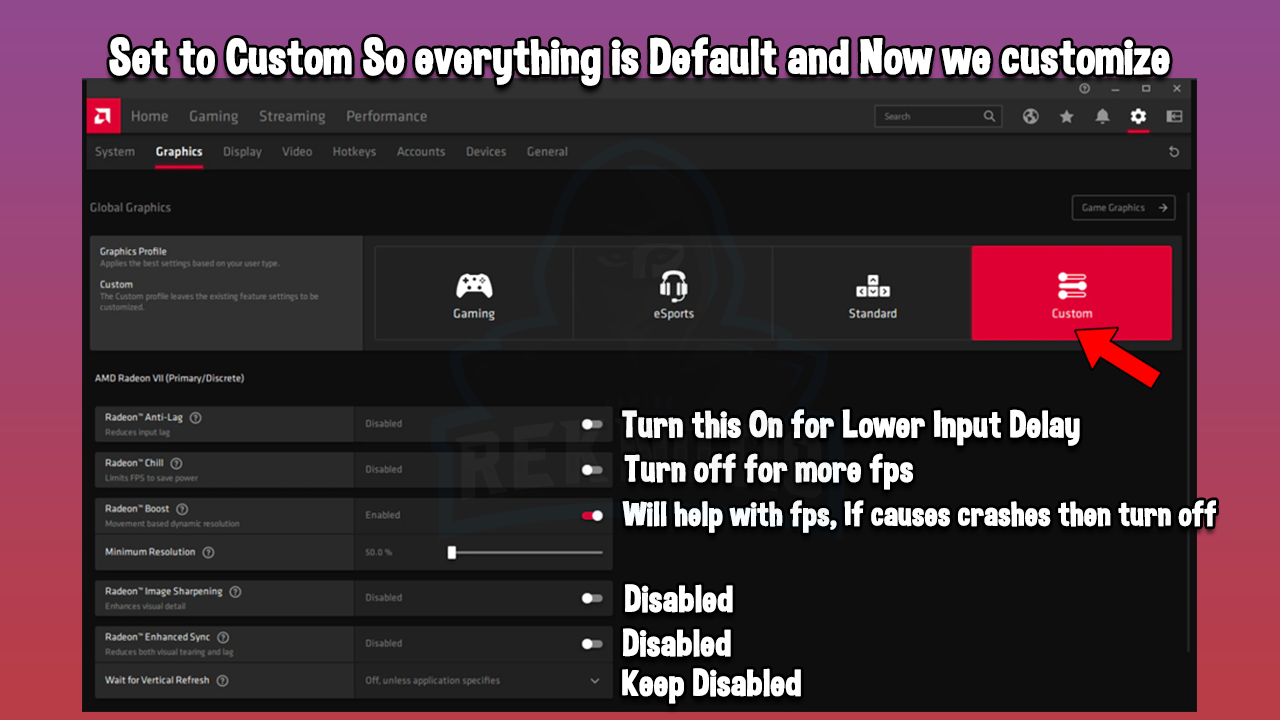 Set to Custom So everything is Default and Now we customize
Home Gaming Streaming Performance Search
System Graphics Display Video Hotkeys Accounts Devices General
Global Graphics Game Graphics
Graphics Profile
Applies the best settings based on your user type.
Custom
The Custom profile leaves the existing feature settings to be
customized.
Gaming eSports Standard Custom
AMD Radeon VII (Primary/Discrete)
Radeon™ Anti-Lag Disabled Turn this On for Lower Input Delay
Reduces input lag
Radeon™ Chill Disabled Turn off for more fps
Limits FPS to save power
Radeon™ Boost Enabled Will help with fps, If causes crashes then turn off
Movement based dynamic resolution
Minimum Resolution 50.0 %
Radeon™ Image Sharpening Disabled Disabled
Enhances visual detail
Radeon™ Enhanced Sync Disabled Disabled
Reduces both visual tearing and lag
Wait for Vertical Refresh Off, unless application specifies Keep Disabled